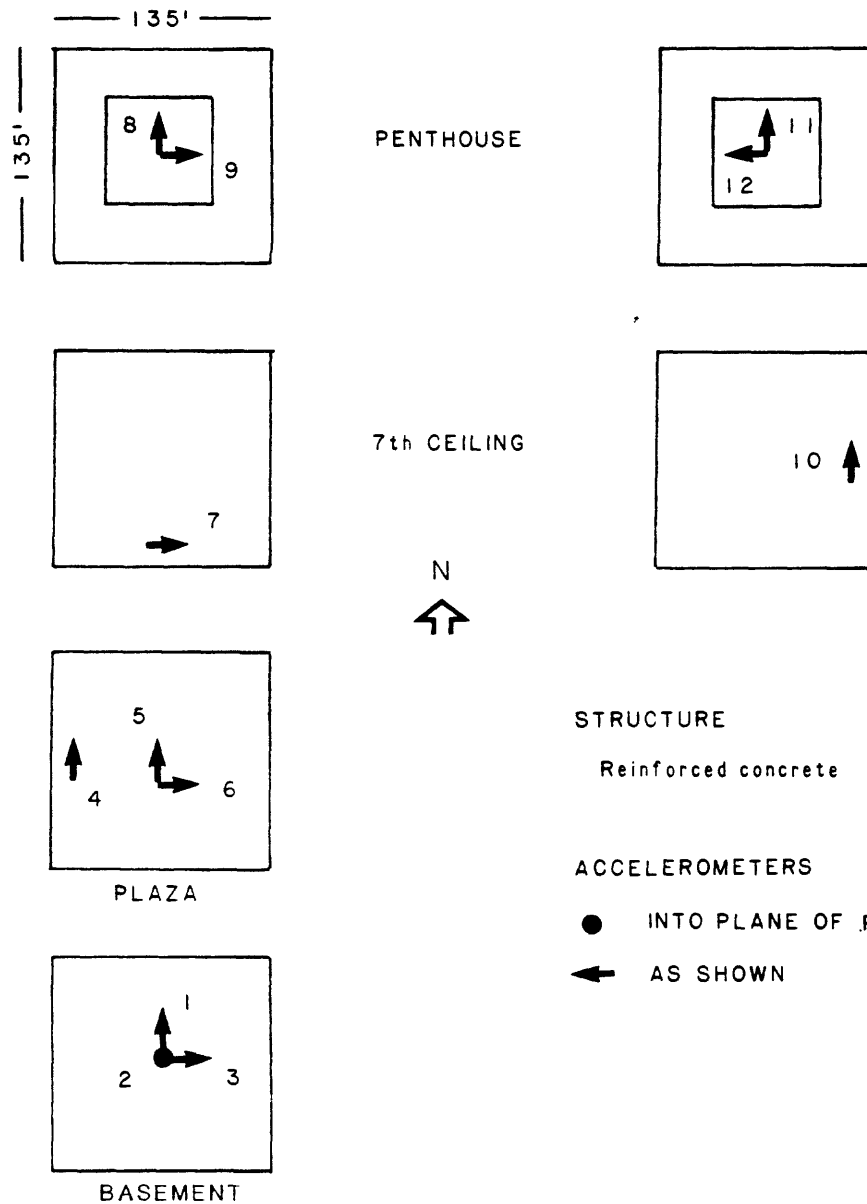 135'
135'
8
9
PENTHOUSE
11
12
7th CEILING
7
10
N
5
4
6
PLAZA
STRUCTURE
Reinforced concrete
ACCELEROMETERS
INTO PLANE OF
AS SHOWN
1
2
3
BASEMENT